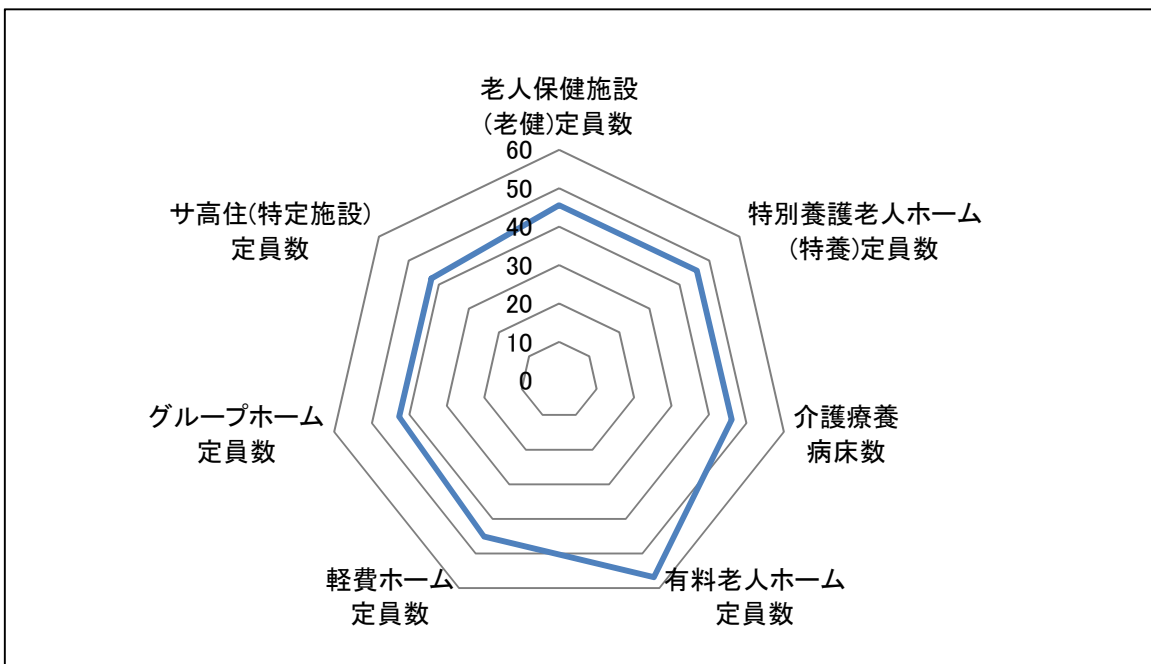 老人保健施設
(老健)定員数
60
50
40
30
20
10
0
特別養護老人ホーム
(特養)定員数
介護療養
病床数
有料老人ホーム
定員数
軽費ホーム
定員数
グループホーム
定員数
サ高住(特定施設)
定員数